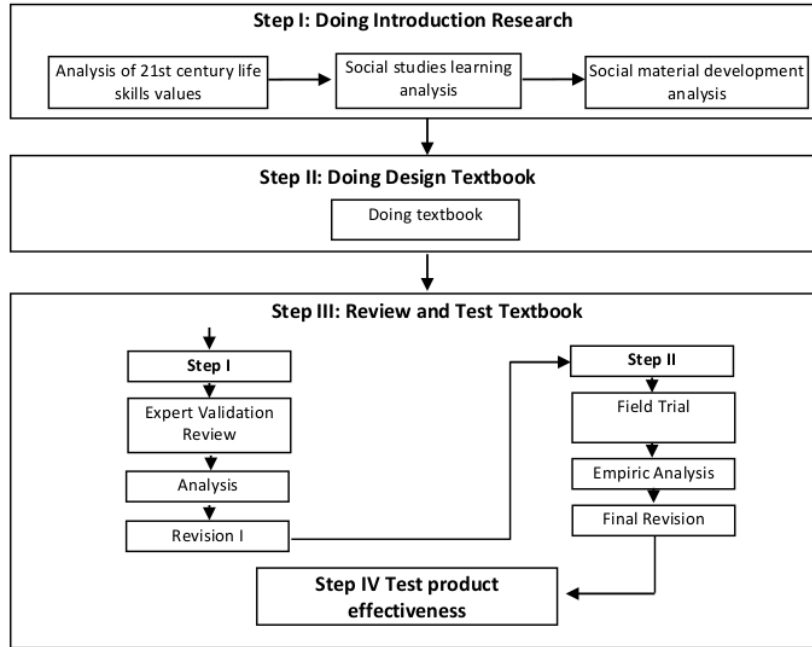 Step I: Doing Introduction Research
Analysis of 21st century life
skills values
Social studies learning
analysis
Social material development
analysis
Step II: Doing Design Textbook
Doing textbook
Step III: Review and Test Textbook
Step I
Expert Validation
Review
Analysis
Revision I
Step II
Field Trial
Empiric Analysis
Final Revision
Step IV Test product
effectiveness